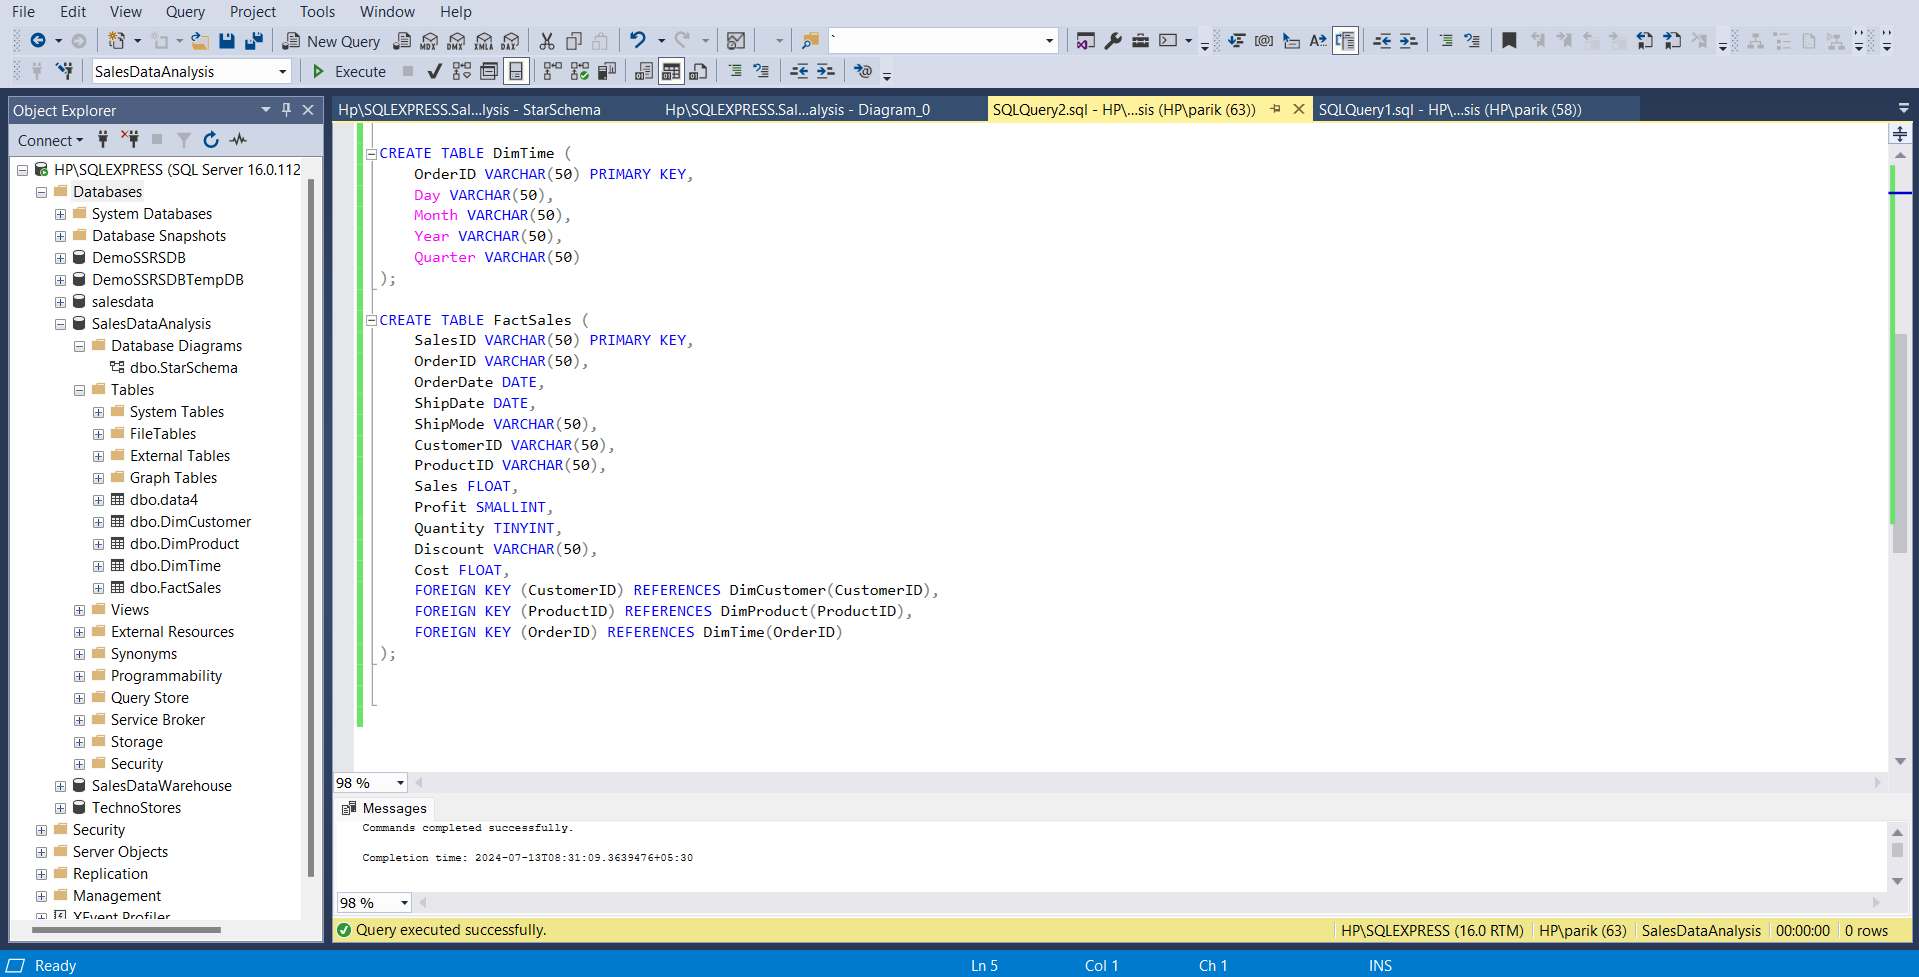 File Edit View Query Project Tools Window Help
New Query MDX DMX XMLA DAX
SalesDataAnalysis Execute
Object Explorer
Connect
HP\SQLEXPRESS (SQL Server 16.0.112
Databases
System Databases
Database Snapshots
DemoSSRSDB
DemoSSRSDBTempDB
salesdata
SalesDataAnalysis
Database Diagrams
dbo.StarSchema
Tables
System Tables
FileTables
External Tables
Graph Tables
dbo.data4
dbo.DimCustomer
dbo.DimProduct
dbo.DimTime
dbo.FactSales
Views
External Resources
Synonyms
Programmability
Query Store
Service Broker
Storage
Security
SalesDataWarehouse
TechnoStores
Security
Server Objects
Replication
Management
XEvent Profiler
Hp\SQLEXPRESS.Sal...lysis - StarSchema Hp\SQLEXPRESS.Sal...alysis - Diagram_0 SQLQuery2.sql - HP\...sis (HP\parik (63)) SQLQuery1.sql - HP\...sis (HP\parik (58))
CREATE TABLE DimTime (
OrderID VARCHAR(50) PRIMARY KEY,
Day VARCHAR(50),
Month VARCHAR(50),
Year VARCHAR(50),
Quarter VARCHAR(50)
);
CREATE TABLE FactSales (
SalesID VARCHAR(50) PRIMARY KEY,
OrderID VARCHAR(50),
OrderDate DATE,
ShipDate DATE,
ShipMode VARCHAR(50),
CustomerID VARCHAR(50),
ProductID VARCHAR(50),
Sales FLOAT,
Profit SMALLINT,
Quantity TINYINT,
Discount VARCHAR(50),
Cost FLOAT,
FOREIGN KEY (CustomerID) REFERENCES DimCustomer(CustomerID),
FOREIGN KEY (ProductID) REFERENCES DimProduct(ProductID),
FOREIGN KEY (OrderID) REFERENCES DimTime(OrderID)
);
98 %
Messages
Commands completed successfully.
Completion time: 2024-07-13T08:31:09.3639476+05:30
98 %
Query executed successfully. HP\SQLEXPRESS (16.0 RTM) HP\parik (63) SalesDataAnalysis 00:00:00 0 rows
Ready Ln 5 Col 1 Ch 1 INS